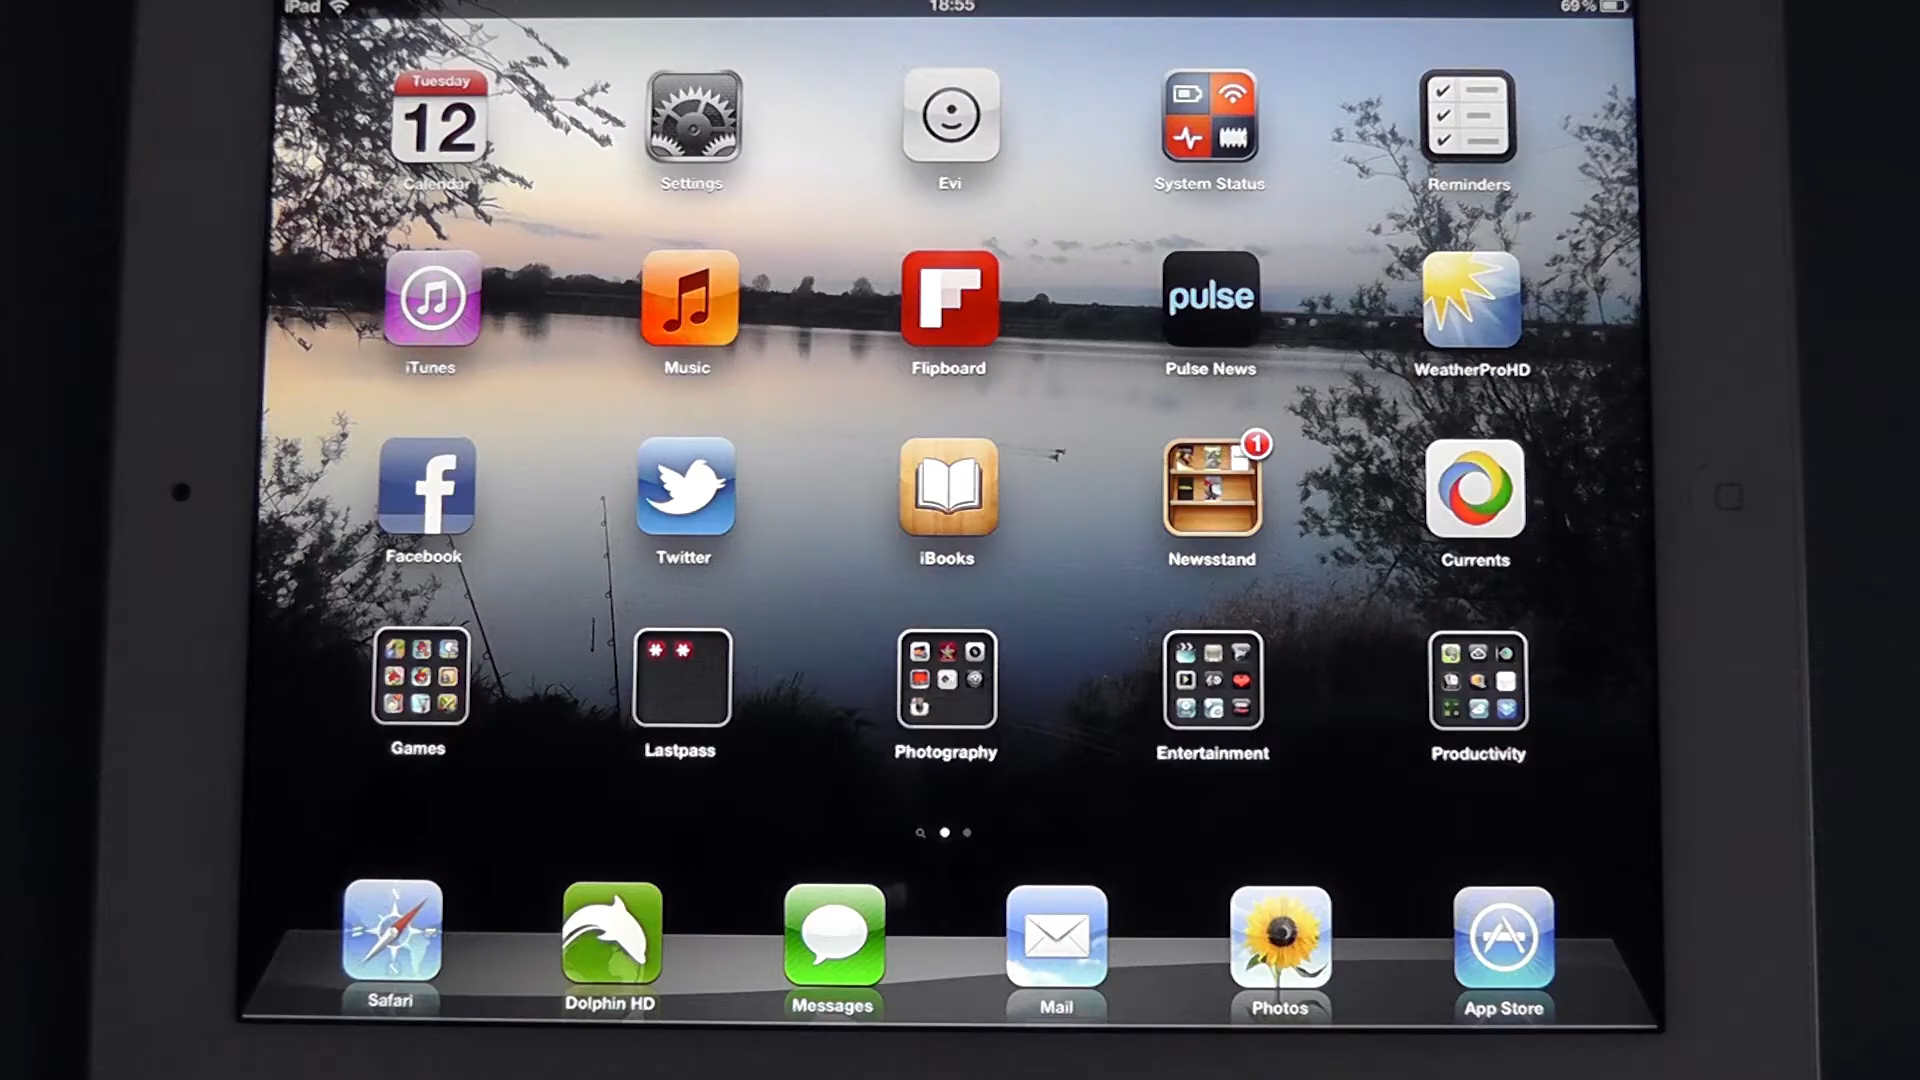 iPad 18:55 69%
Tuesday
12
Calendar Settings Evi System Status Reminders
pulse
iTunes Music Flipboard Pulse News WeatherProHD
1
Facebook Twitter iBooks Newsstand Currents
Games Lastpass Photography Entertainment Productivity
Safari Dolphin HD Messages Mail Photos App Store